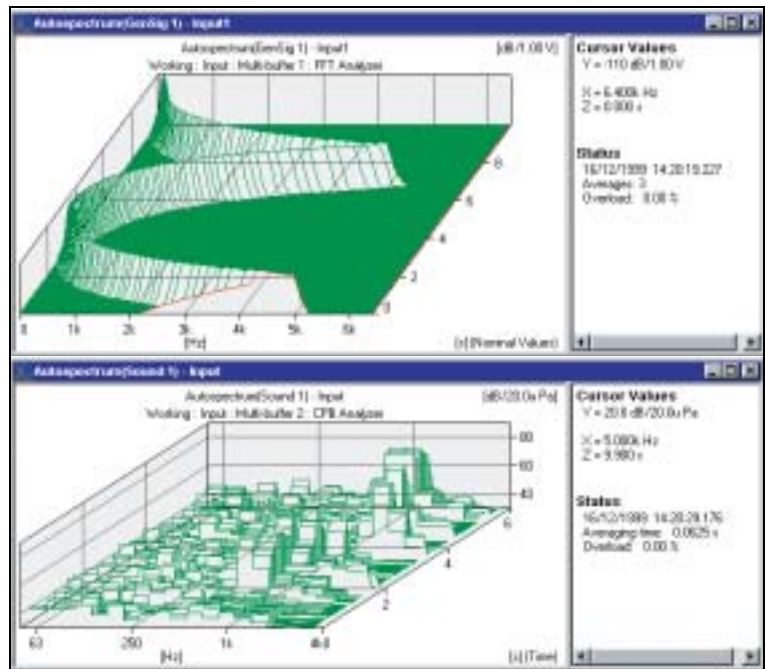 Autospectrum(GenSig 1) - Input1
Autospectrum(GenSig 1) - Input1
[dB/1.00 V]
Working : Input : Multi-buffer 1 : FFT Analyzer
8
6
4
2
0
0 1k 2k 3k 4k 5k 6k
[Hz]
[s] (Nominal Values)
Cursor Values
Y = -110 dB/1.00 V
X = 6.400k Hz
Z = 0.000 s
Status
16/12/1999 14:20:19.227
Averages: 3
Overload: 0.00 %
Autospectrum(Sound 1) - Input
Autospectrum(Sound 1) - Input
[dB/20.0u Pa]
Working : Input : Multi-buffer 2 : CPB Analyzer
80
60
40
6
4
2
63 250 1k 4k0
[Hz]
[s] (Time)
Cursor Values
Y = 20.8 dB/20.0u Pa
X = 5.000k Hz
Z = 9.980 s
Status
16/12/1999 14:20:29.176
Averaging time: 0.0625 s
Overload: 0.00 %